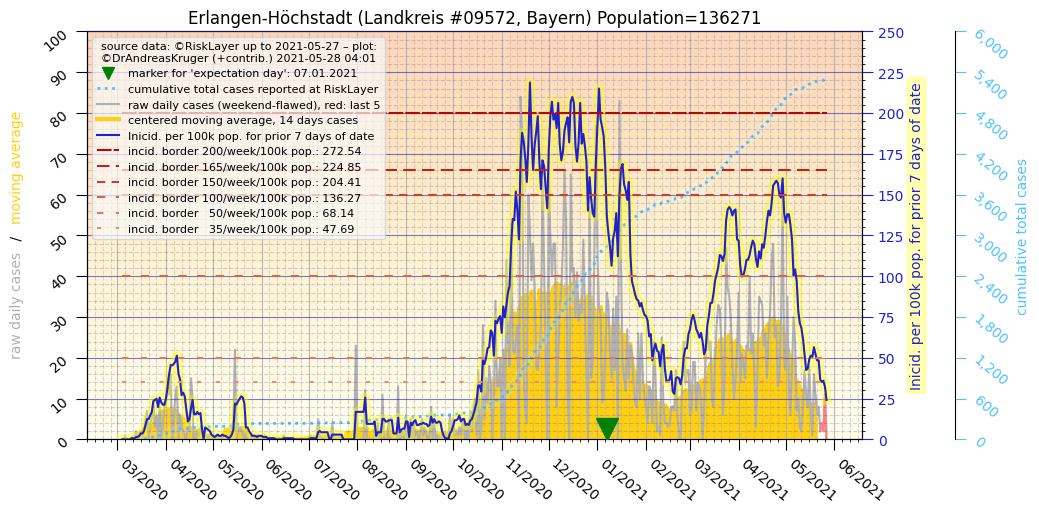 Erlangen-Höchstadt (Landkreis #09572, Bayern) Population=136271
source data: ©RiskLayer up to 2021-05-27 – plot:
©DrAndreasKruger (+contrib.) 2021-05-28 04:01
marker for 'expectation day': 07.01.2021
cumulative total cases reported at RiskLayer
raw daily cases (weekend-flawed), red: last 5
centered moving average, 14 days cases
Inicid. per 100k pop. for prior 7 days of date
incid. border 200/week/100k pop.: 272.54
incid. border 165/week/100k pop.: 224.85
incid. border 150/week/100k pop.: 204.41
incid. border 100/week/100k pop.: 136.27
incid. border   50/week/100k pop.: 68.14
incid. border   35/week/100k pop.: 47.69
raw daily cases   /   moving average
100
90
80
70
60
50
40
30
20
10
0
03/2020
04/2020
05/2020
06/2020
07/2020
08/2020
09/2020
10/2020
11/2020
12/2020
01/2021
02/2021
03/2021
04/2021
05/2021
06/2021
250
225
200
175
150
125
100
75
50
25
0
Inicid. per 100k pop. for prior 7 days of date
6,000
5,400
4,800
4,200
3,600
3,000
2,400
1,800
1,200
600
0
cumulative total cases